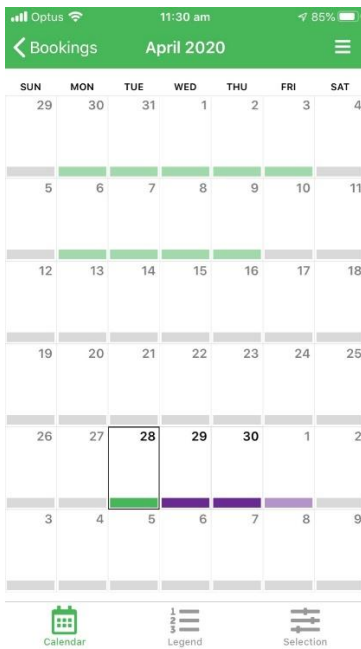 Optus 11:30 am 85%
Bookings April 2020
SUN MON TUE WED THU FRI SAT
29 30 31 1 2 3 4
5 6 7 8 9 10 11
12 13 14 15 16 17 18
19 20 21 22 23 24 25
26 27 28 29 30 1 2
3 4 5 6 7 8 9
1
2
3
Calendar Legend Selection